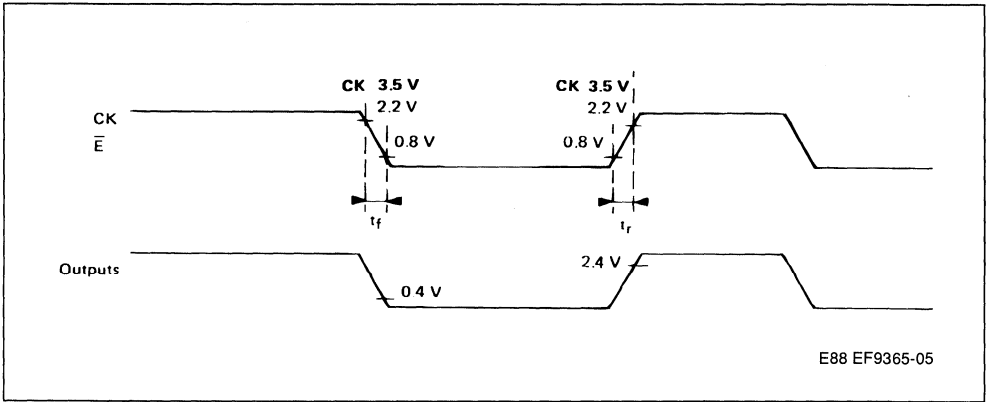 CK 3.5 V
CK 3.5 V
2.2 V
2.2 V
CK
E
0.8 V
0.8 V
tf
tr
Outputs
2.4 V
0.4 V
E88 EF9365-05